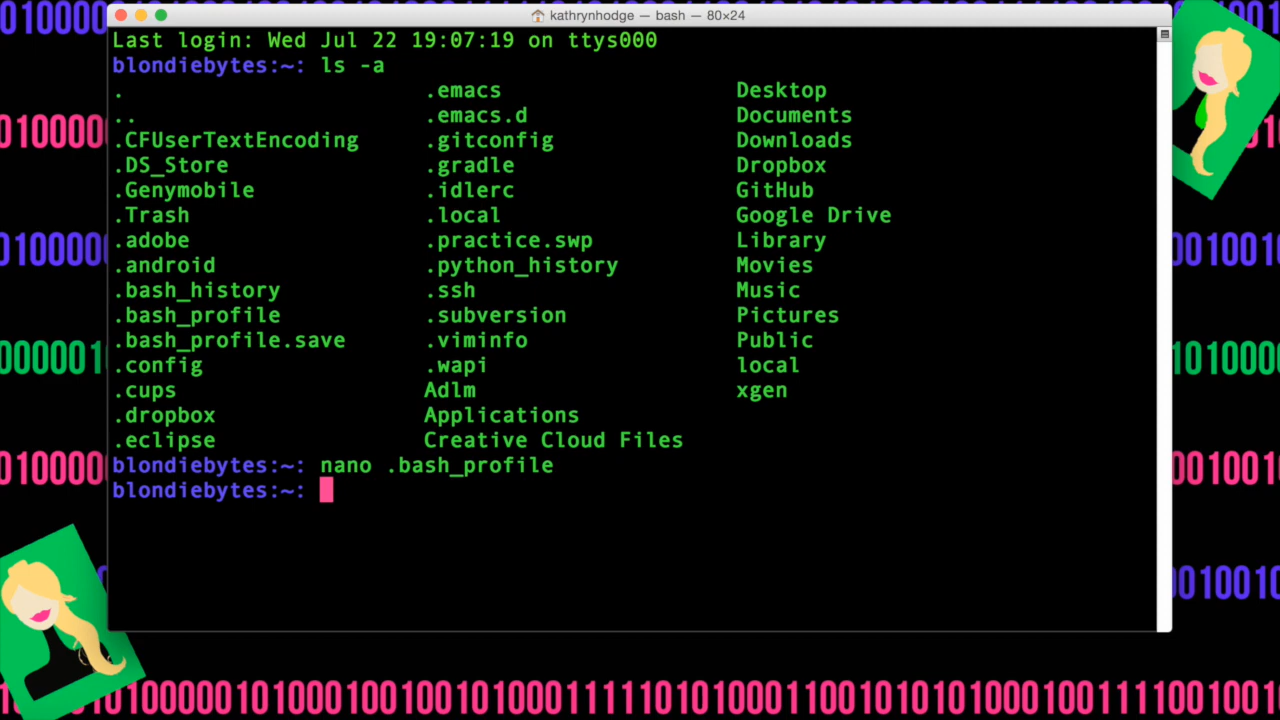 kathrynhodge — bash — 80×24
Last login: Wed Jul 22 19:07:19 on ttys000
blondiebytes:~: ls -a
. .emacs Desktop
.. .emacs.d Documents
.CFUserTextEncoding .gitconfig Downloads
.DS_Store .gradle Dropbox
.Genymobile .idlerc GitHub
.Trash .local Google Drive
.adobe .practice.swp Library
.android .python_history Movies
.bash_history .ssh Music
.bash_profile .subversion Pictures
.bash_profile.save .viminfo Public
.config .wapi local
.cups Adlm xgen
.dropbox Applications
.eclipse Creative Cloud Files
blondiebytes:~: nano .bash_profile
blondiebytes:~: